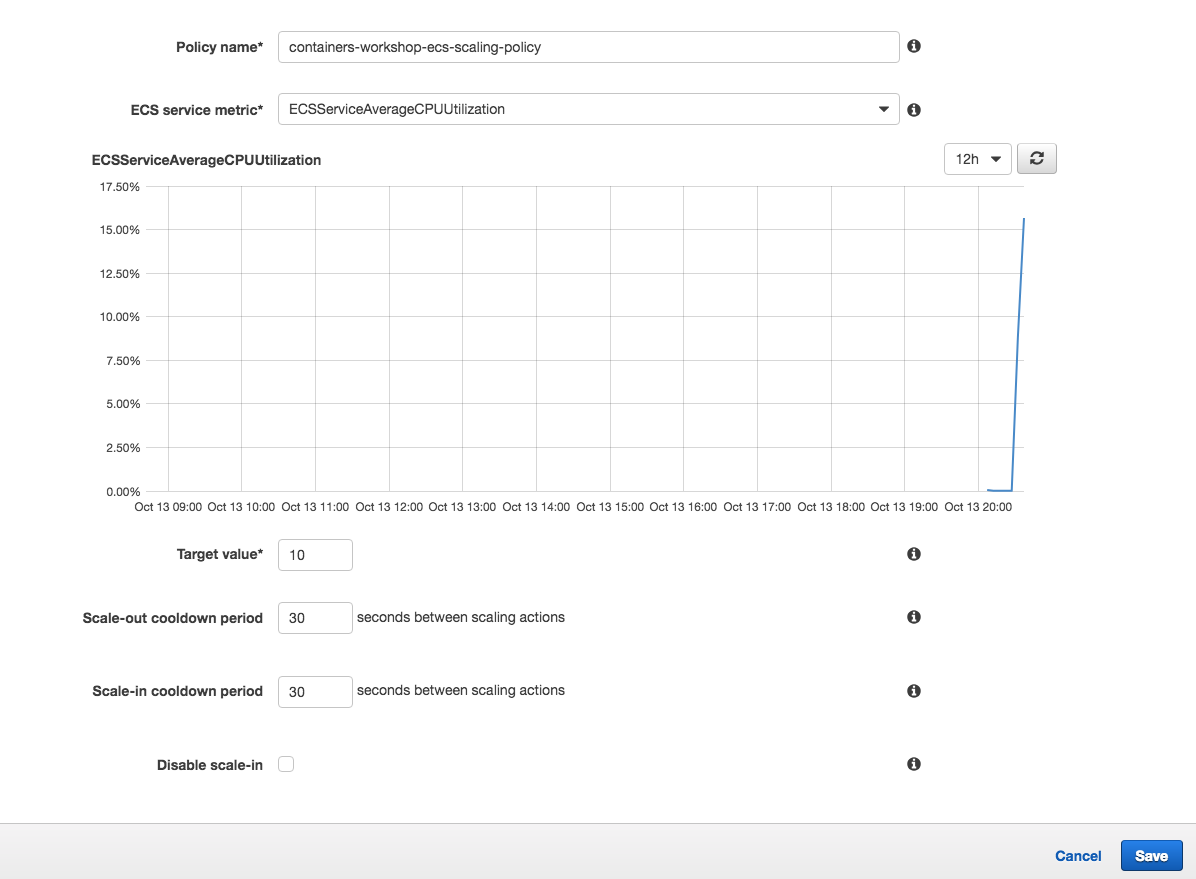 Policy name* containers-workshop-ecs-scaling-policy
ECS service metric* ECSServiceAverageCPUUtilization
ECSServiceAverageCPUUtilization 12h
17.50%
15.00%
12.50%
10.00%
7.50%
5.00%
2.50%
0.00%
Oct 13 09:00 Oct 13 10:00 Oct 13 11:00 Oct 13 12:00 Oct 13 13:00 Oct 13 14:00 Oct 13 15:00 Oct 13 16:00 Oct 13 17:00 Oct 13 18:00 Oct 13 19:00 Oct 13 20:00
Target value* 10
Scale-out cooldown period 30 seconds between scaling actions
Scale-in cooldown period 30 seconds between scaling actions
Disable scale-in
Cancel Save